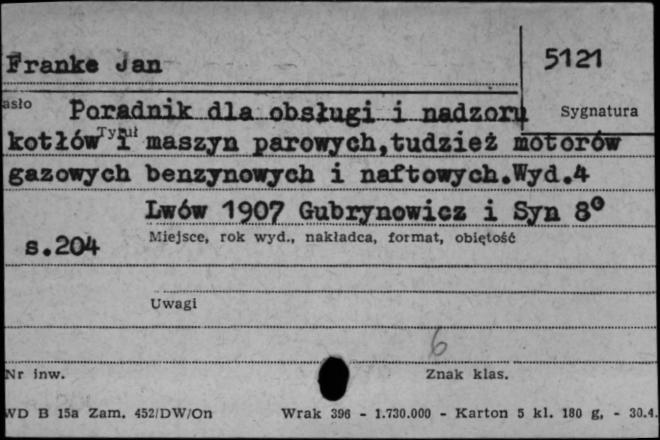 Franke Jan
5121
asło Poradnik dla obsługi i nadzoru Sygnatura
kotłów Tytuł i maszyn parowych,tudzież motorów
gazowych benzynowych i naftowych.Wyd.4
Lwów 1907 Gubrynowicz i Syn 8°
s.204 Miejsce, rok wyd., nakładca, format, obiętość
Uwagi
6
Nr inw. Znak klas.
WD B 15a Zam. 452/DW/On Wrak 396 - 1.730.000 - Karton 5 kl. 180 g, - 30.4.